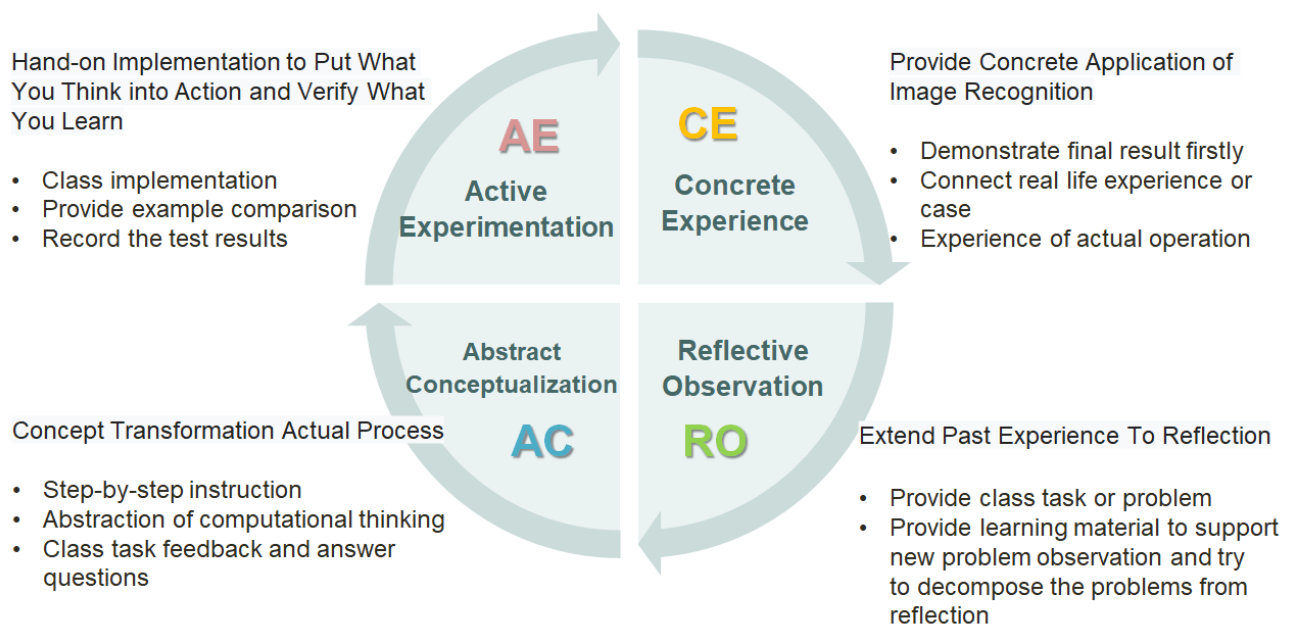 Hand-on Implementation to Put What
You Think into Action and Verify What
You Learn
• Class implementation
• Provide example comparison
• Record the test results
AE
Active
Experimentation
CE
Concrete
Experience
Provide Concrete Application of
Image Recognition
• Demonstrate final result firstly
• Connect real life experience or
case
• Experience of actual operation
Concept Transformation Actual Process
• Step-by-step instruction
• Abstraction of computational thinking
• Class task feedback and answer
questions
Abstract
Conceptualization
AC
Reflective
Observation
RO
Extend Past Experience To Reflection
• Provide class task or problem
• Provide learning material to support
new problem observation and try
to decompose the problems from
reflection